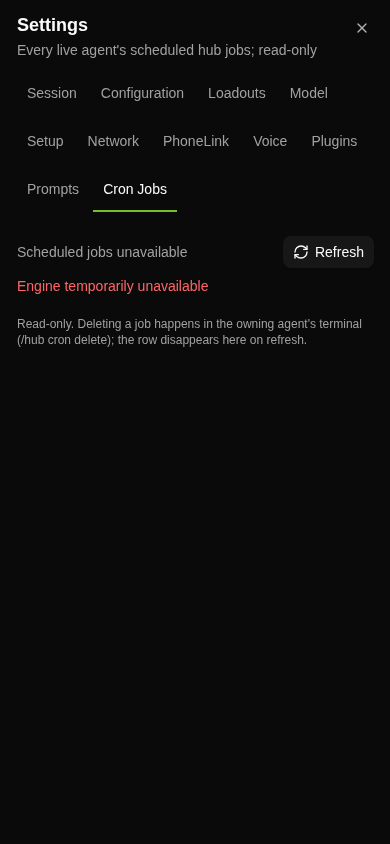 Settings
Every live agent's scheduled hub jobs; read-only
Session Configuration Loadouts Model
Setup Network PhoneLink Voice Plugins
Prompts Cron Jobs
Scheduled jobs unavailable Refresh
Engine temporarily unavailable
Read-only. Deleting a job happens in the owning agent's terminal
(/hub cron delete); the row disappears here on refresh.